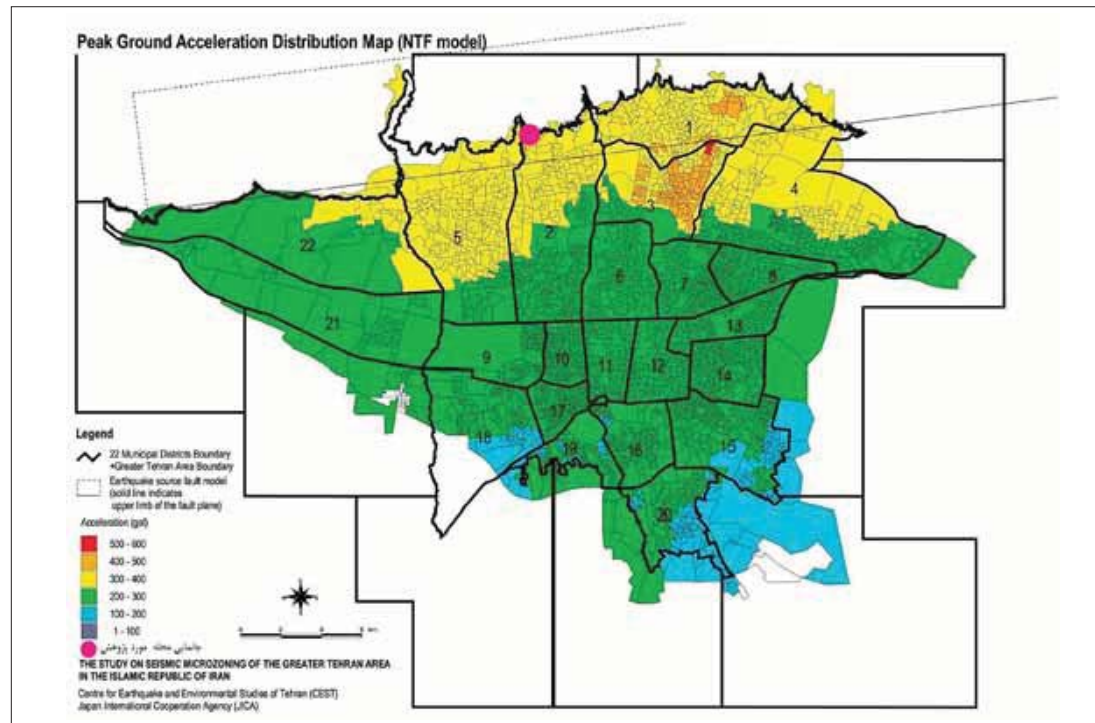 Peak Ground Acceleration Distribution Map (NTF model)
1
4
3
2
5
22
6
7
8
21
13
9
10
11
12
14
17
18
19
16
15
20
Legend
22 Municipal Districts Boundary
+Greater Tehran Area Boundary
Earthquake source fault model
(solid line indicates
upper limb of the fault plane)
Acceleration (gal)
500 - 600
400 - 500
300 - 400
200 - 300
100 - 200
1 - 100
جانمایی محله مورد پژوهش
THE STUDY ON SEISMIC MICROZONING OF THE GREATER TEHRAN AREA
IN THE ISLAMIC REPUBLIC OF IRAN
Centre for Earthquake and Environmental Studies of Tehran (CEST)
Japan International Cooperation Agency (JICA)